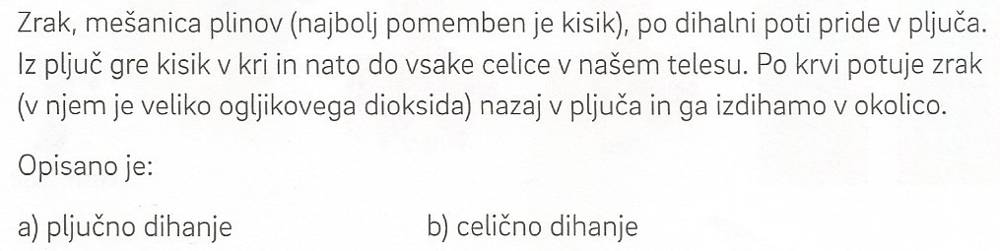 Zrak, mešanica plinov (najbolj pomemben je kisik), po dihalni poti pride v pljuča.
Iz pljuč gre kisik v kri in nato do vsake celice v našem telesu. Po krvi potuje zrak
(v njem je veliko ogljikovega dioksida) nazaj v pljuča in ga izdihamo v okolico.
Opisano je:
a) pljučno dihanje b) celično dihanje